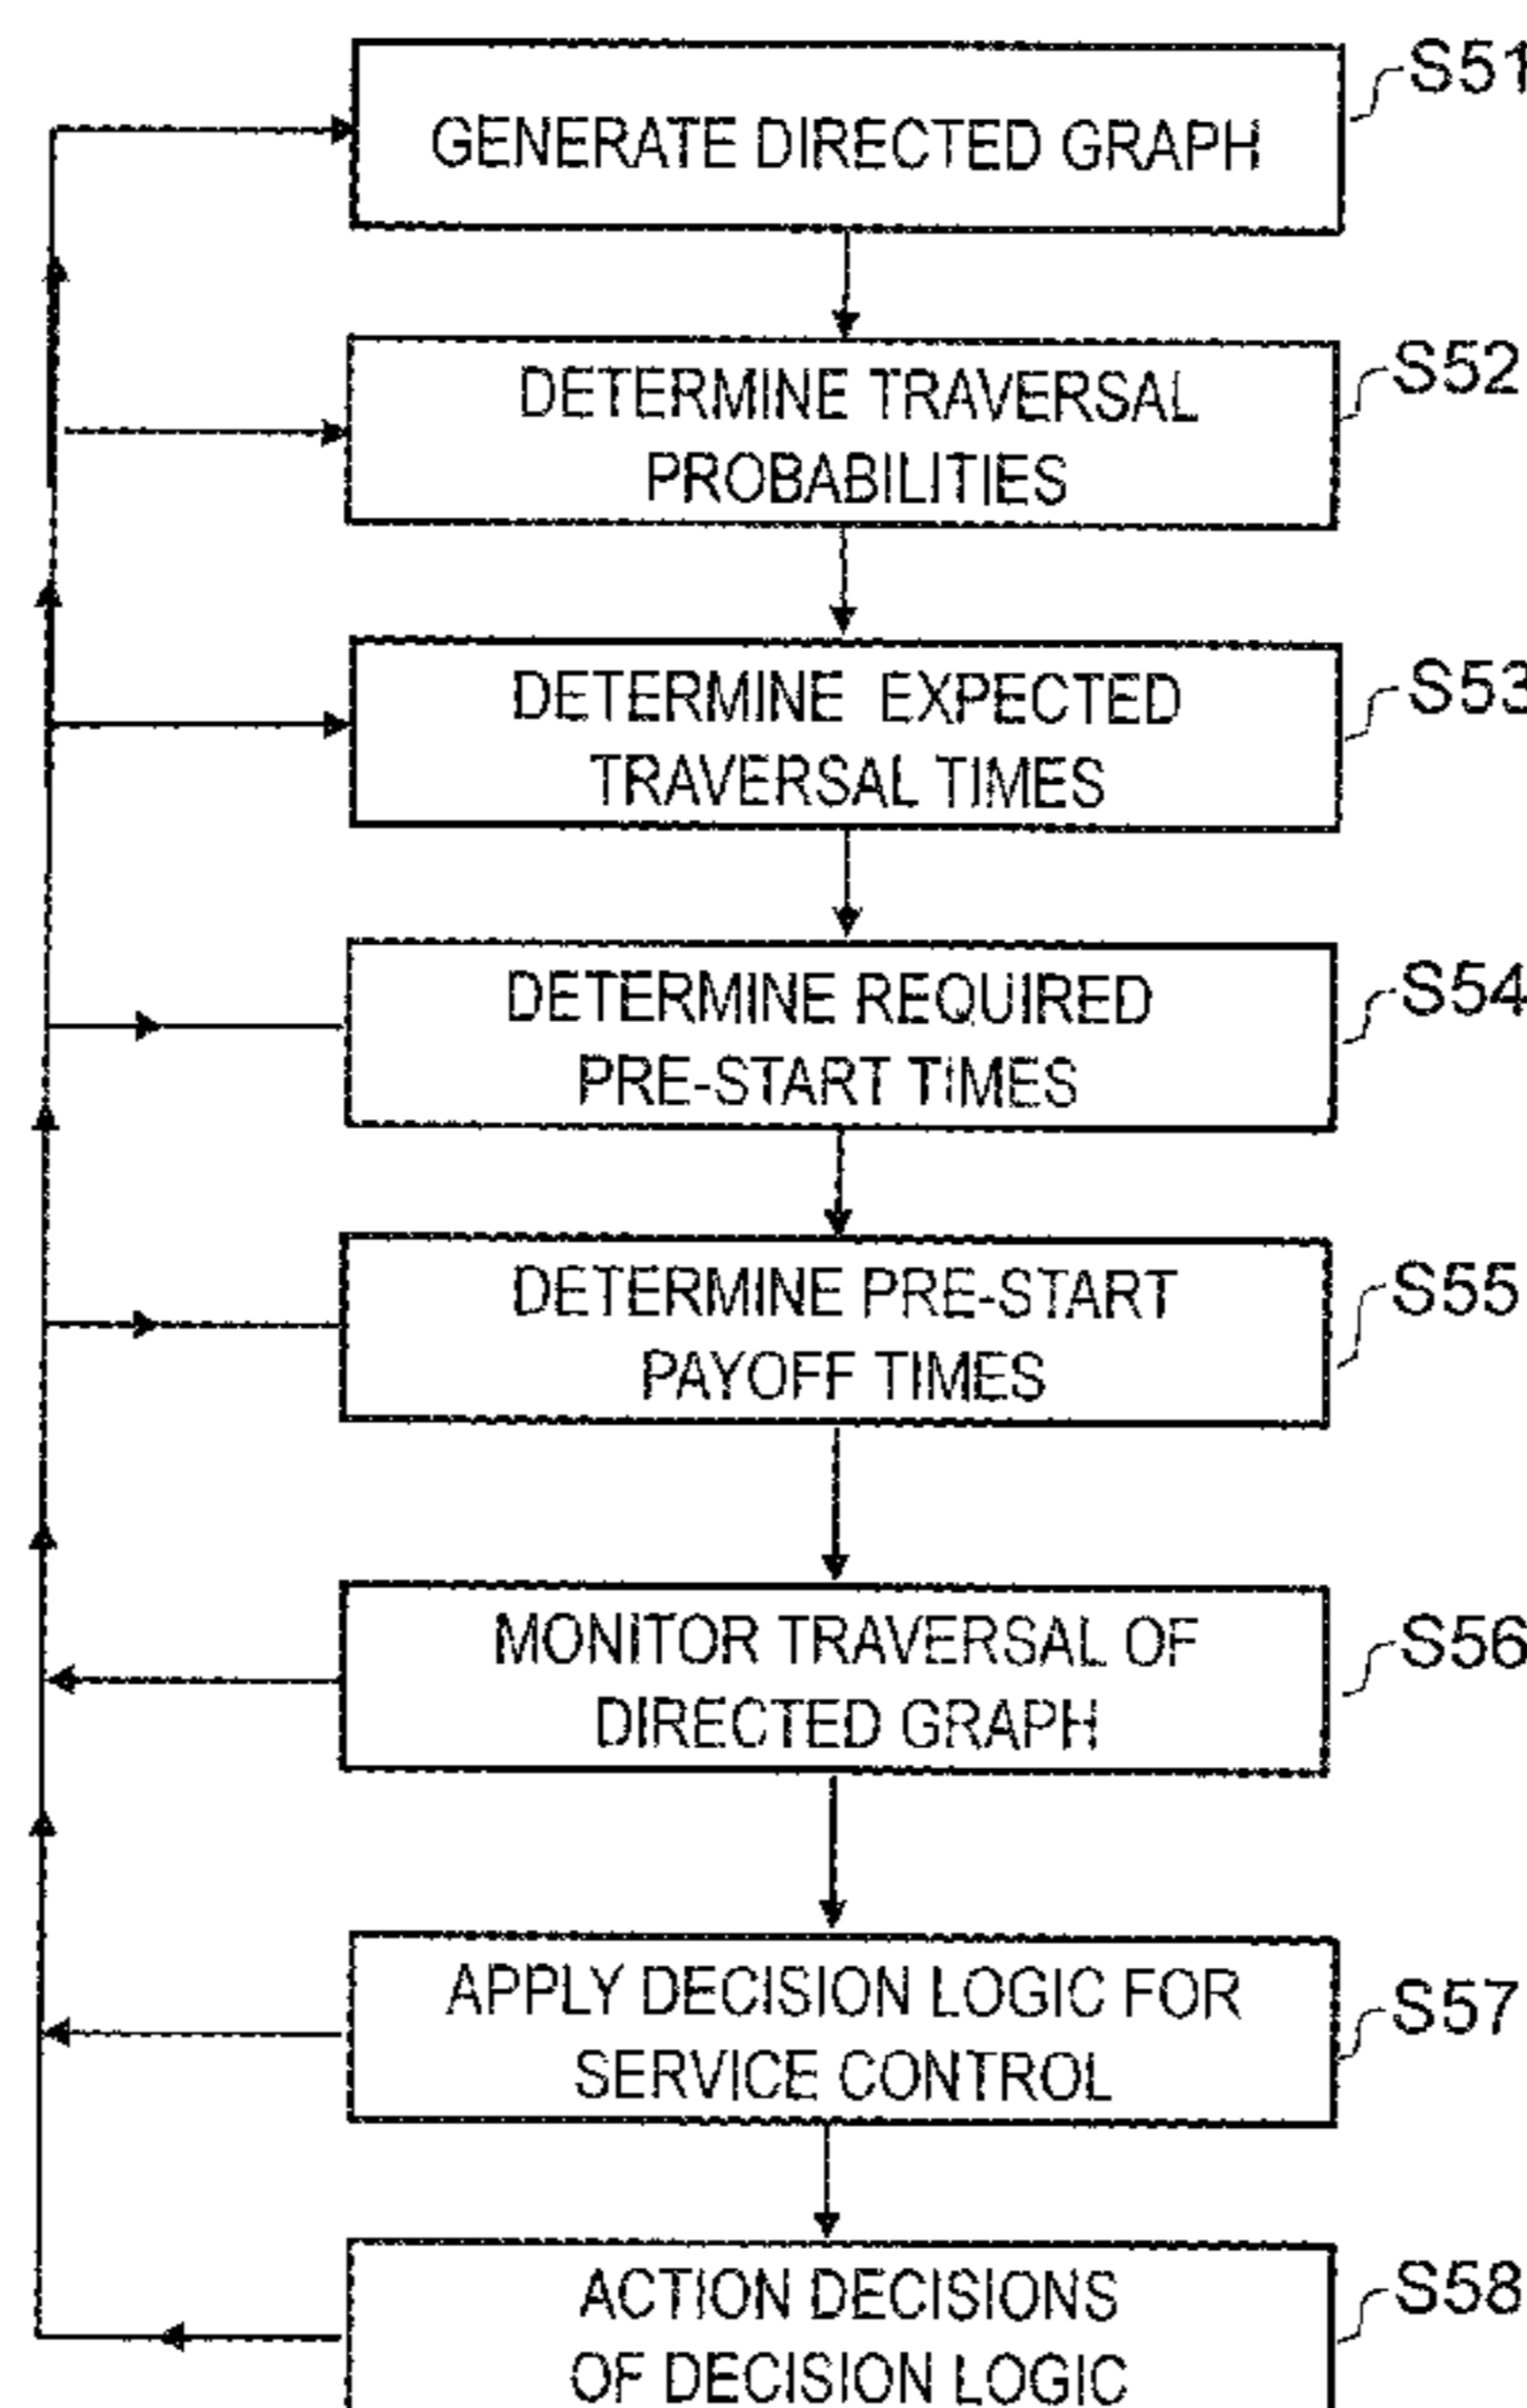 S51
GENERATE DIRECTED GRAPH
S52
DETERMINE TRAVERSAL
PROBABILITIES
S53
DETERMINE EXPECTED
TRAVERSAL TIMES
S54
DETERMINE REQUIRED
PRE-START TIMES
S55
DETERMINE PRE-START
PAYOFF TIMES
S56
MONITOR TRAVERSAL OF
DIRECTED GRAPH
S57
APPLY DECISION LOGIC FOR
SERVICE CONTROL
S58
ACTION DECISIONS
OF DECISION LOGIC